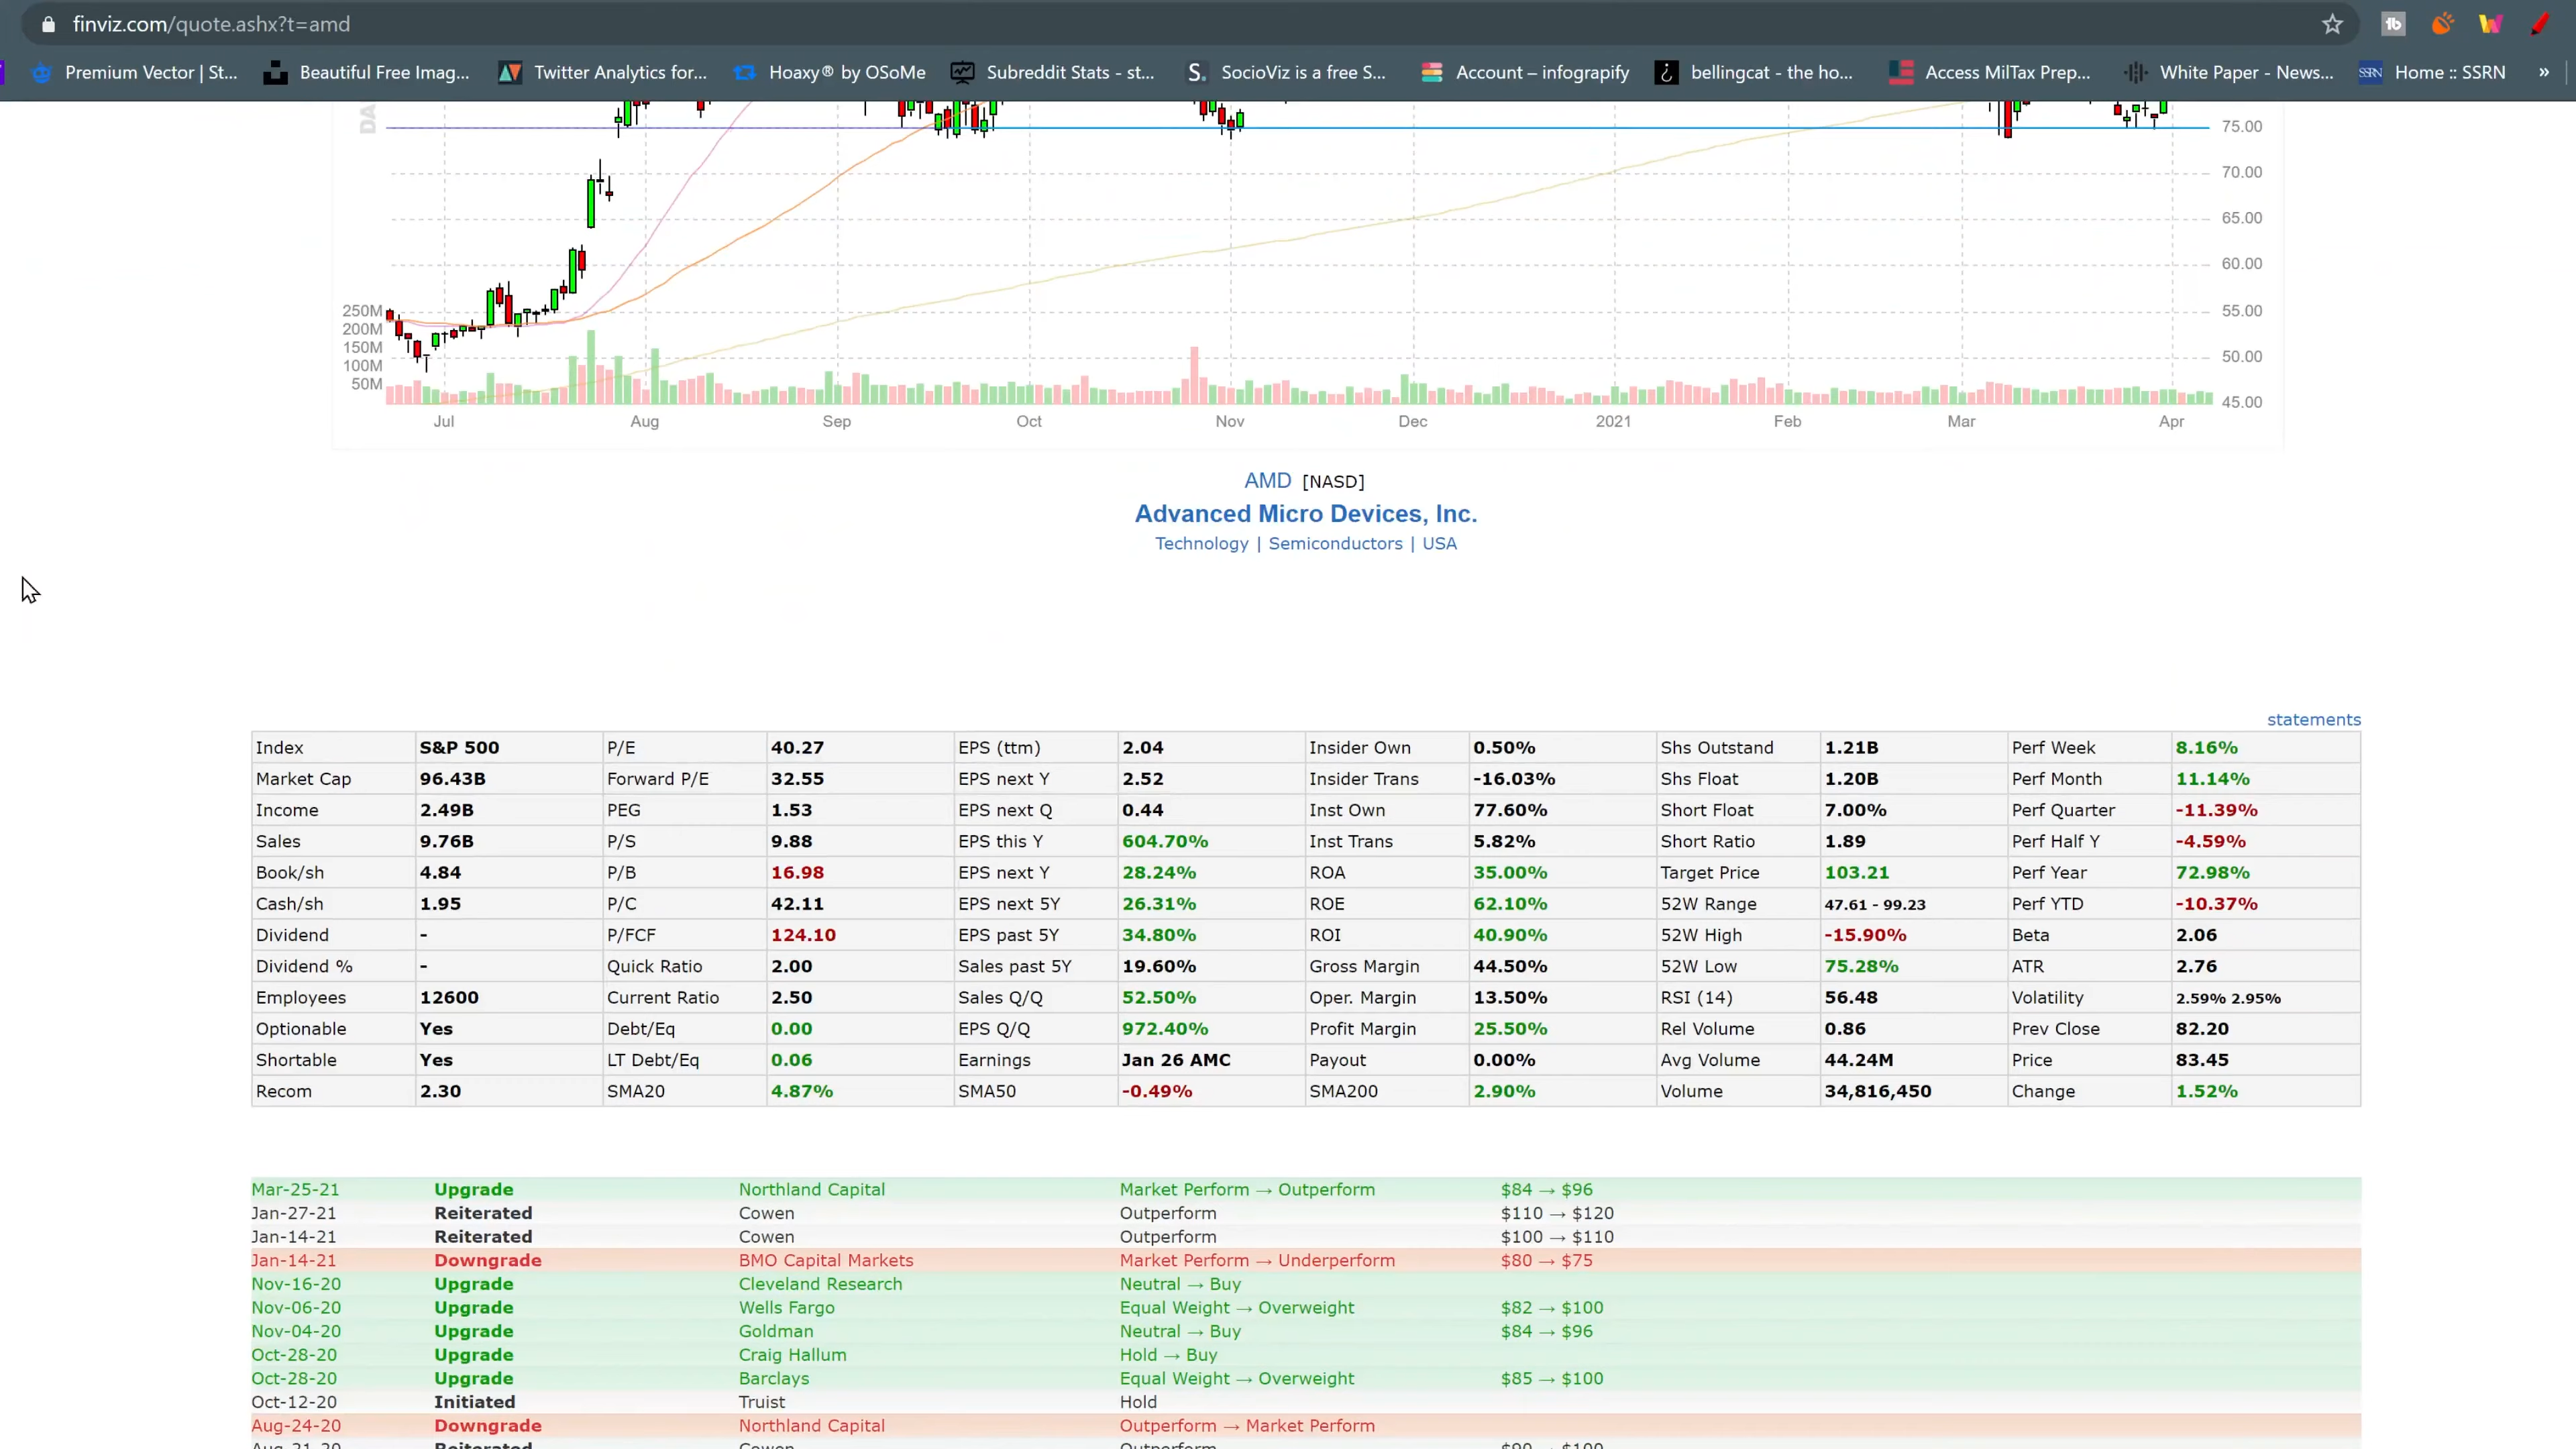 finviz.com/quote.ashx?t=amd
Premium Vector | St... Beautiful Free Imag... Twitter Analytics for... Hoaxy® by OSoMe Subreddit Stats - st... S. SocioViz is a free S... Account – infograpify bellingcat - the ho... Access MilTax Prep... White Paper - News... SSRN Home :: SSRN »
DA
75.00
70.00
65.00
60.00
250M 55.00
200M
150M 50.00
100M
50M
45.00
Jul Aug Sep Oct Nov Dec 2021 Feb Mar Apr
AMD [NASD]
Advanced Micro Devices, Inc.
Technology | Semiconductors | USA
statements
Index S&P 500 P/E 40.27 EPS (ttm) 2.04 Insider Own 0.50% Shs Outstand 1.21B Perf Week 8.16%
Market Cap 96.43B Forward P/E 32.55 EPS next Y 2.52 Insider Trans -16.03% Shs Float 1.20B Perf Month 11.14%
Income 2.49B PEG 1.53 EPS next Q 0.44 Inst Own 77.60% Short Float 7.00% Perf Quarter -11.39%
Sales 9.76B P/S 9.88 EPS this Y 604.70% Inst Trans 5.82% Short Ratio 1.89 Perf Half Y -4.59%
Book/sh 4.84 P/B 16.98 EPS next Y 28.24% ROA 35.00% Target Price 103.21 Perf Year 72.98%
Cash/sh 1.95 P/C 42.11 EPS next 5Y 26.31% ROE 62.10% 52W Range 47.61 - 99.23 Perf YTD -10.37%
Dividend - P/FCF 124.10 EPS past 5Y 34.80% ROI 40.90% 52W High -15.90% Beta 2.06
Dividend % - Quick Ratio 2.00 Sales past 5Y 19.60% Gross Margin 44.50% 52W Low 75.28% ATR 2.76
Employees 12600 Current Ratio 2.50 Sales Q/Q 52.50% Oper. Margin 13.50% RSI (14) 56.48 Volatility 2.59% 2.95%
Optionable Yes Debt/Eq 0.00 EPS Q/Q 972.40% Profit Margin 25.50% Rel Volume 0.86 Prev Close 82.20
Shortable Yes LT Debt/Eq 0.06 Earnings Jan 26 AMC Payout 0.00% Avg Volume 44.24M Price 83.45
Recom 2.30 SMA20 4.87% SMA50 -0.49% SMA200 2.90% Volume 34,816,450 Change 1.52%
Mar-25-21 Upgrade Northland Capital Market Perform → Outperform $84 → $96
Jan-27-21 Reiterated Cowen Outperform $110 → $120
Jan-14-21 Reiterated Cowen Outperform $100 → $110
Jan-14-21 Downgrade BMO Capital Markets Market Perform → Underperform $80 → $75
Nov-16-20 Upgrade Cleveland Research Neutral → Buy
Nov-06-20 Upgrade Wells Fargo Equal Weight → Overweight $82 → $100
Nov-04-20 Upgrade Goldman Neutral → Buy $84 → $96
Oct-28-20 Upgrade Craig Hallum Hold → Buy
Oct-28-20 Upgrade Barclays Equal Weight → Overweight $85 → $100
Oct-12-20 Initiated Truist Hold
Aug-24-20 Downgrade Northland Capital Outperform → Market Perform